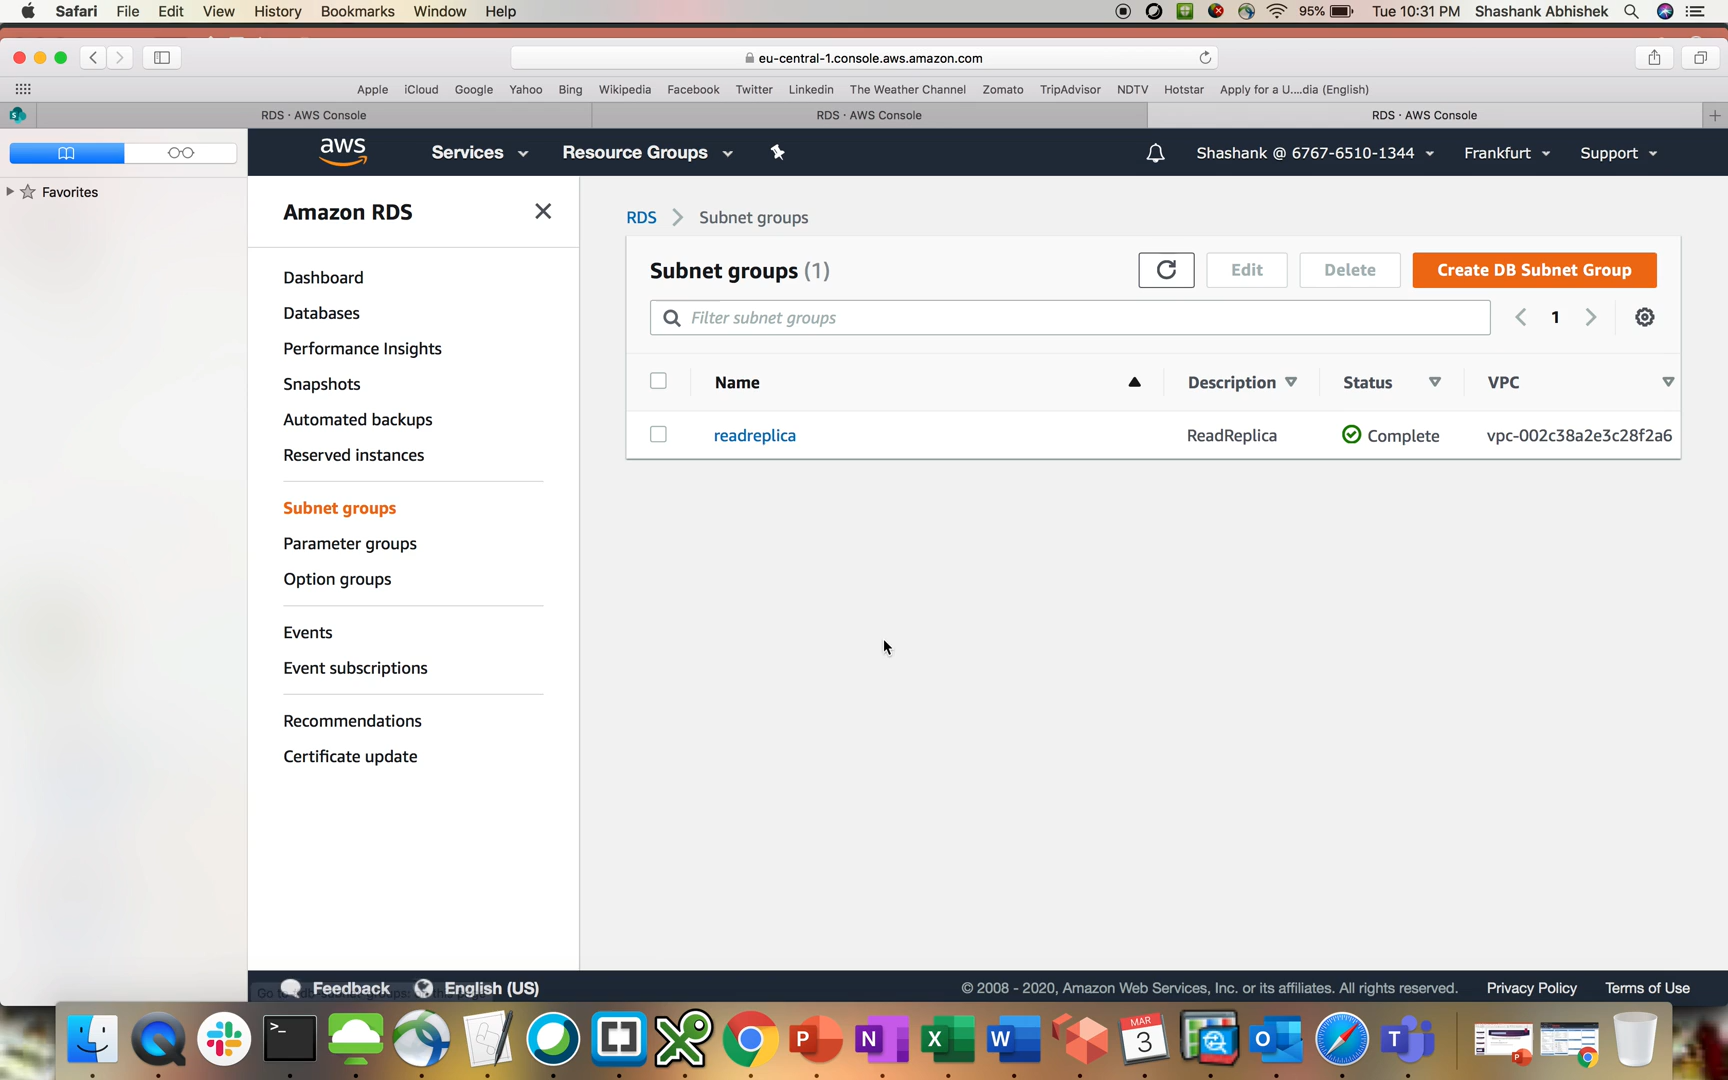 Safari File Edit View History Bookmarks Window Help 95% Tue 10:31 PM Shashank Abhishek
eu-central-1.console.aws.amazon.com
Apple iCloud Google Yahoo Bing Wikipedia Facebook Twitter Linkedin The Weather Channel Zomato TripAdvisor NDTV Hotstar Apply for a U....dia (English)
RDS · AWS Console RDS · AWS Console RDS · AWS Console
aws Services Resource Groups Shashank @ 6767-6510-1344 Frankfurt Support
Favorites
Amazon RDS
Dashboard
Databases
Performance Insights
Snapshots
Automated backups
Reserved instances
Subnet groups
Parameter groups
Option groups
Events
Event subscriptions
Recommendations
Certificate update
RDS > Subnet groups
Subnet groups (1) Edit Delete Create DB Subnet Group
Filter subnet groups 1
Name Description Status VPC
readreplica ReadReplica Complete vpc-002c38a2e3c28f2a6
Feedback English (US) © 2008 - 2020, Amazon Web Services, Inc. or its affiliates. All rights reserved. Privacy Policy Terms of Use
MAR
3